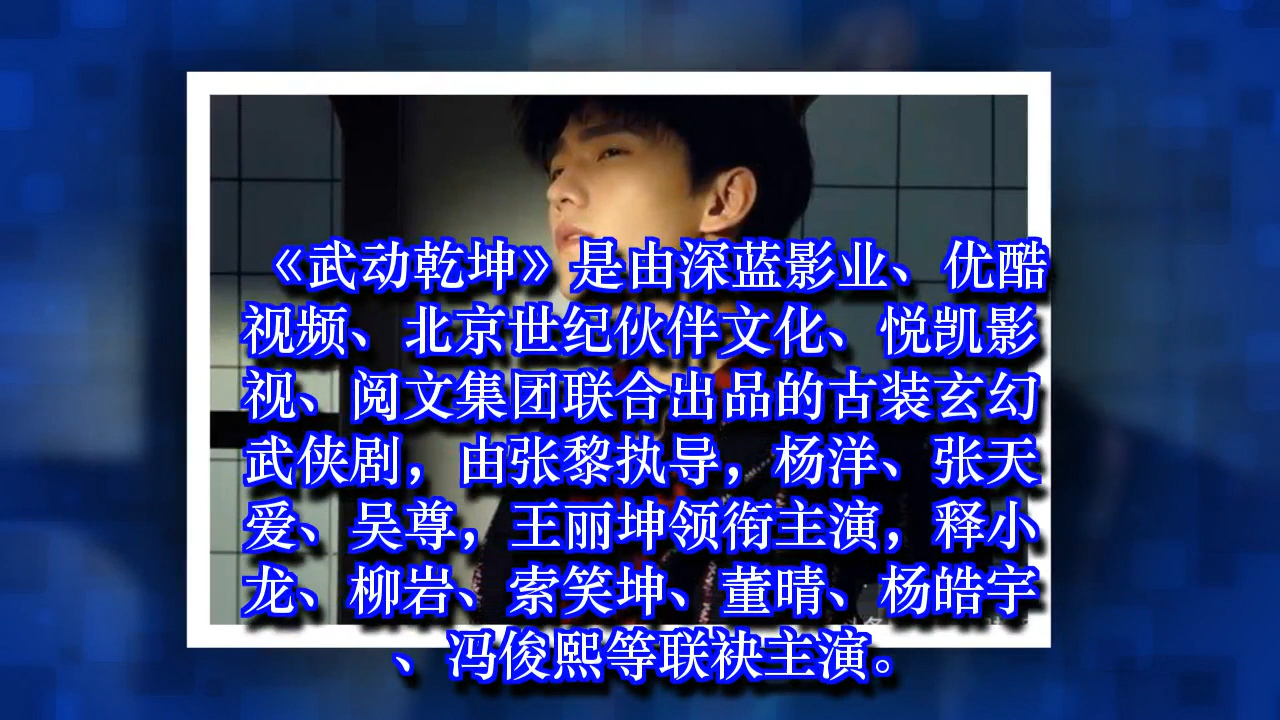 《武动乾坤》是由深蓝影业、优酷
视频、北京世纪伙伴文化、悦凯影
视、阅文集团联合出品的古装玄幻
武侠剧，由张黎执导，杨洋、张天
爱、吴尊，王丽坤领衔主演，释小
龙、柳岩、索笑坤、董晴、杨皓宇
、冯俊熙等联袂主演。